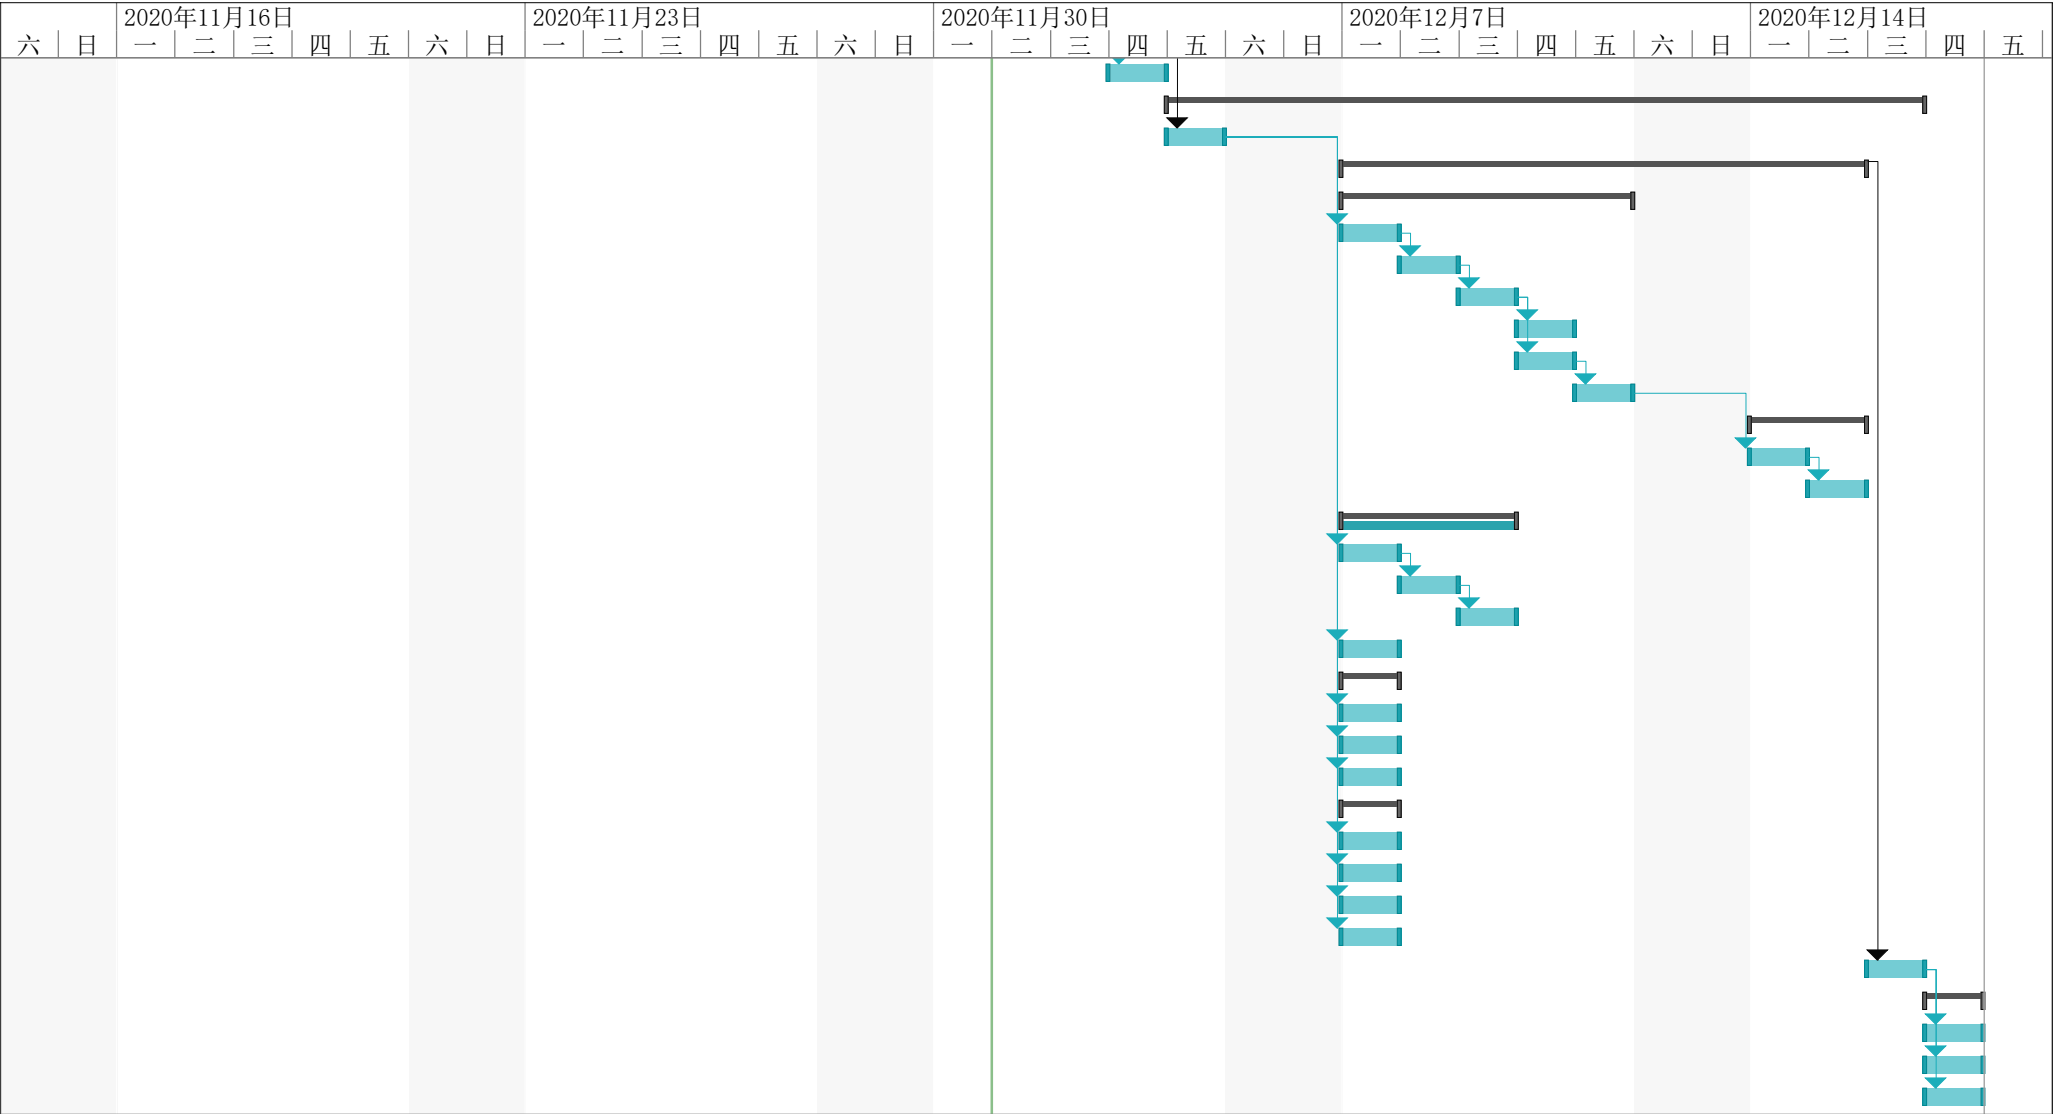 2020年11月16日 2020年11月23日 2020年11月30日 2020年12月7日 2020年12月14日
六 日 一 二 三 四 五 六 日 一 二 三 四 五 六 日 一 二 三 四 五 六 日 一 二 三 四 五 六 日 一 二 三 四 五